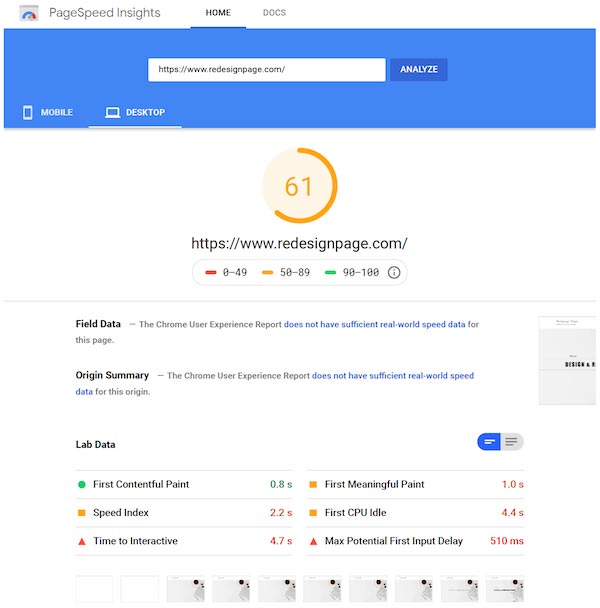 PageSpeed Insights HOME DOCS
https://www.redesignpage.com/ ANALYZE
MOBILE DESKTOP
61
https://www.redesignpage.com/
0–49 50–89 90–100
Field Data — The Chrome User Experience Report does not have sufficient real-world speed data for
this page.
Origin Summary — The Chrome User Experience Report does not have sufficient real-world speed
data for this origin.
DESIGN & R
Lab Data
First Contentful Paint 0.8 s First Meaningful Paint 1.0 s
Speed Index 2.2 s First CPU Idle 4.4 s
Time to Interactive 4.7 s Max Potential First Input Delay 510 ms